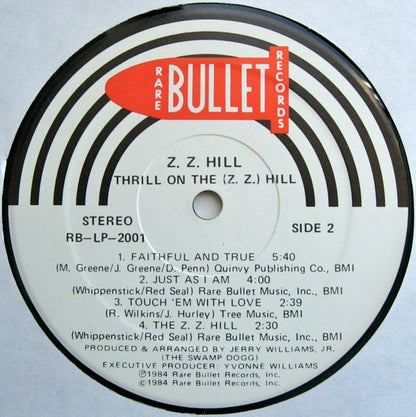 RARE
BULLET
RECORDS
Z. Z. HILL
THRILL ON THE (Z. Z.) HILL
STEREO
RB-LP-2001
SIDE 2
1. FAITHFUL AND TRUE 5:40
(M. Greene/J. Greene/D. Penn) Quinvy Publishing Co., BMI
2. JUST AS I AM 4:00
(Whippenstick/Red Seal) Rare Bullet Music, Inc., BMI
3. TOUCH 'EM WITH LOVE 2:39
(R. Wilkins/J. Hurley) Tree Music, BMI
4. THE Z. Z. HILL 2:30
(Whippenstick/Red Seal) Rare Bullet Music, Inc., BMI
PRODUCED & ARRANGED BY JERRY WILLIAMS, JR.
(THE SWAMP DOGG)
EXECUTIVE PRODUCER: YVONNE WILLIAMS
℗1984 Rare Bullet Records, Inc.
©1984 Rare Bullet Records, Inc.